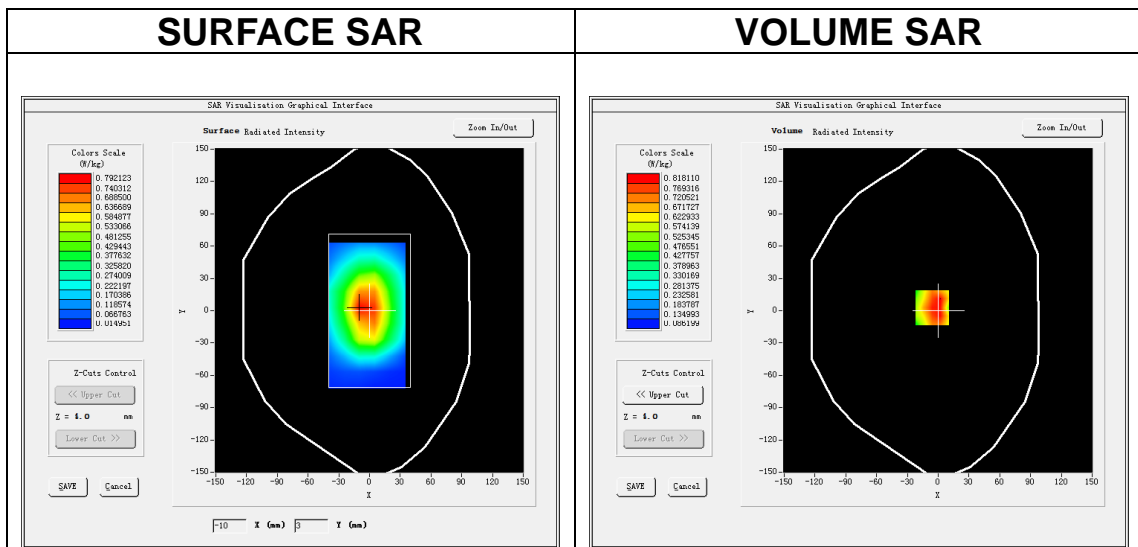 SURFACE SAR
VOLUME SAR
SAR Visualisation Graphical Interface
Surface Radiated Intensity
Zoom In/Out
Colors Scale
(W/kg)
0.792123
0.740312
0.688500
0.636689
0.584877
0.533066
0.481255
0.429443
0.377632
0.325820
0.274009
0.222197
0.170386
0.118574
0.066763
0.014951
150
120
90
60
30
0
-30
-60
-90
-120
-150
Y
-150 -120 -90 -60 -30 0 30 60 90 120 150
X
Z-Cuts Control
<< Upper Cut
Z = 4.0 mm
Lower Cut >>
SAVE Cancel
-10 X (mm) 3 Y (mm)
SAR Visualisation Graphical Interface
Volume Radiated Intensity
Zoom In/Out
Colors Scale
(W/kg)
0.818110
0.769316
0.720521
0.671727
0.622933
0.574139
0.525345
0.476551
0.427757
0.378963
0.330169
0.281375
0.232581
0.183787
0.134993
0.086199
150
120
90
60
30
0
-30
-60
-90
-120
-150
Y
-150 -120 -90 -60 -30 0 30 60 90 120 150
X
Z-Cuts Control
<< Upper Cut
Z = 4.0 mm
Lower Cut >>
SAVE Cancel